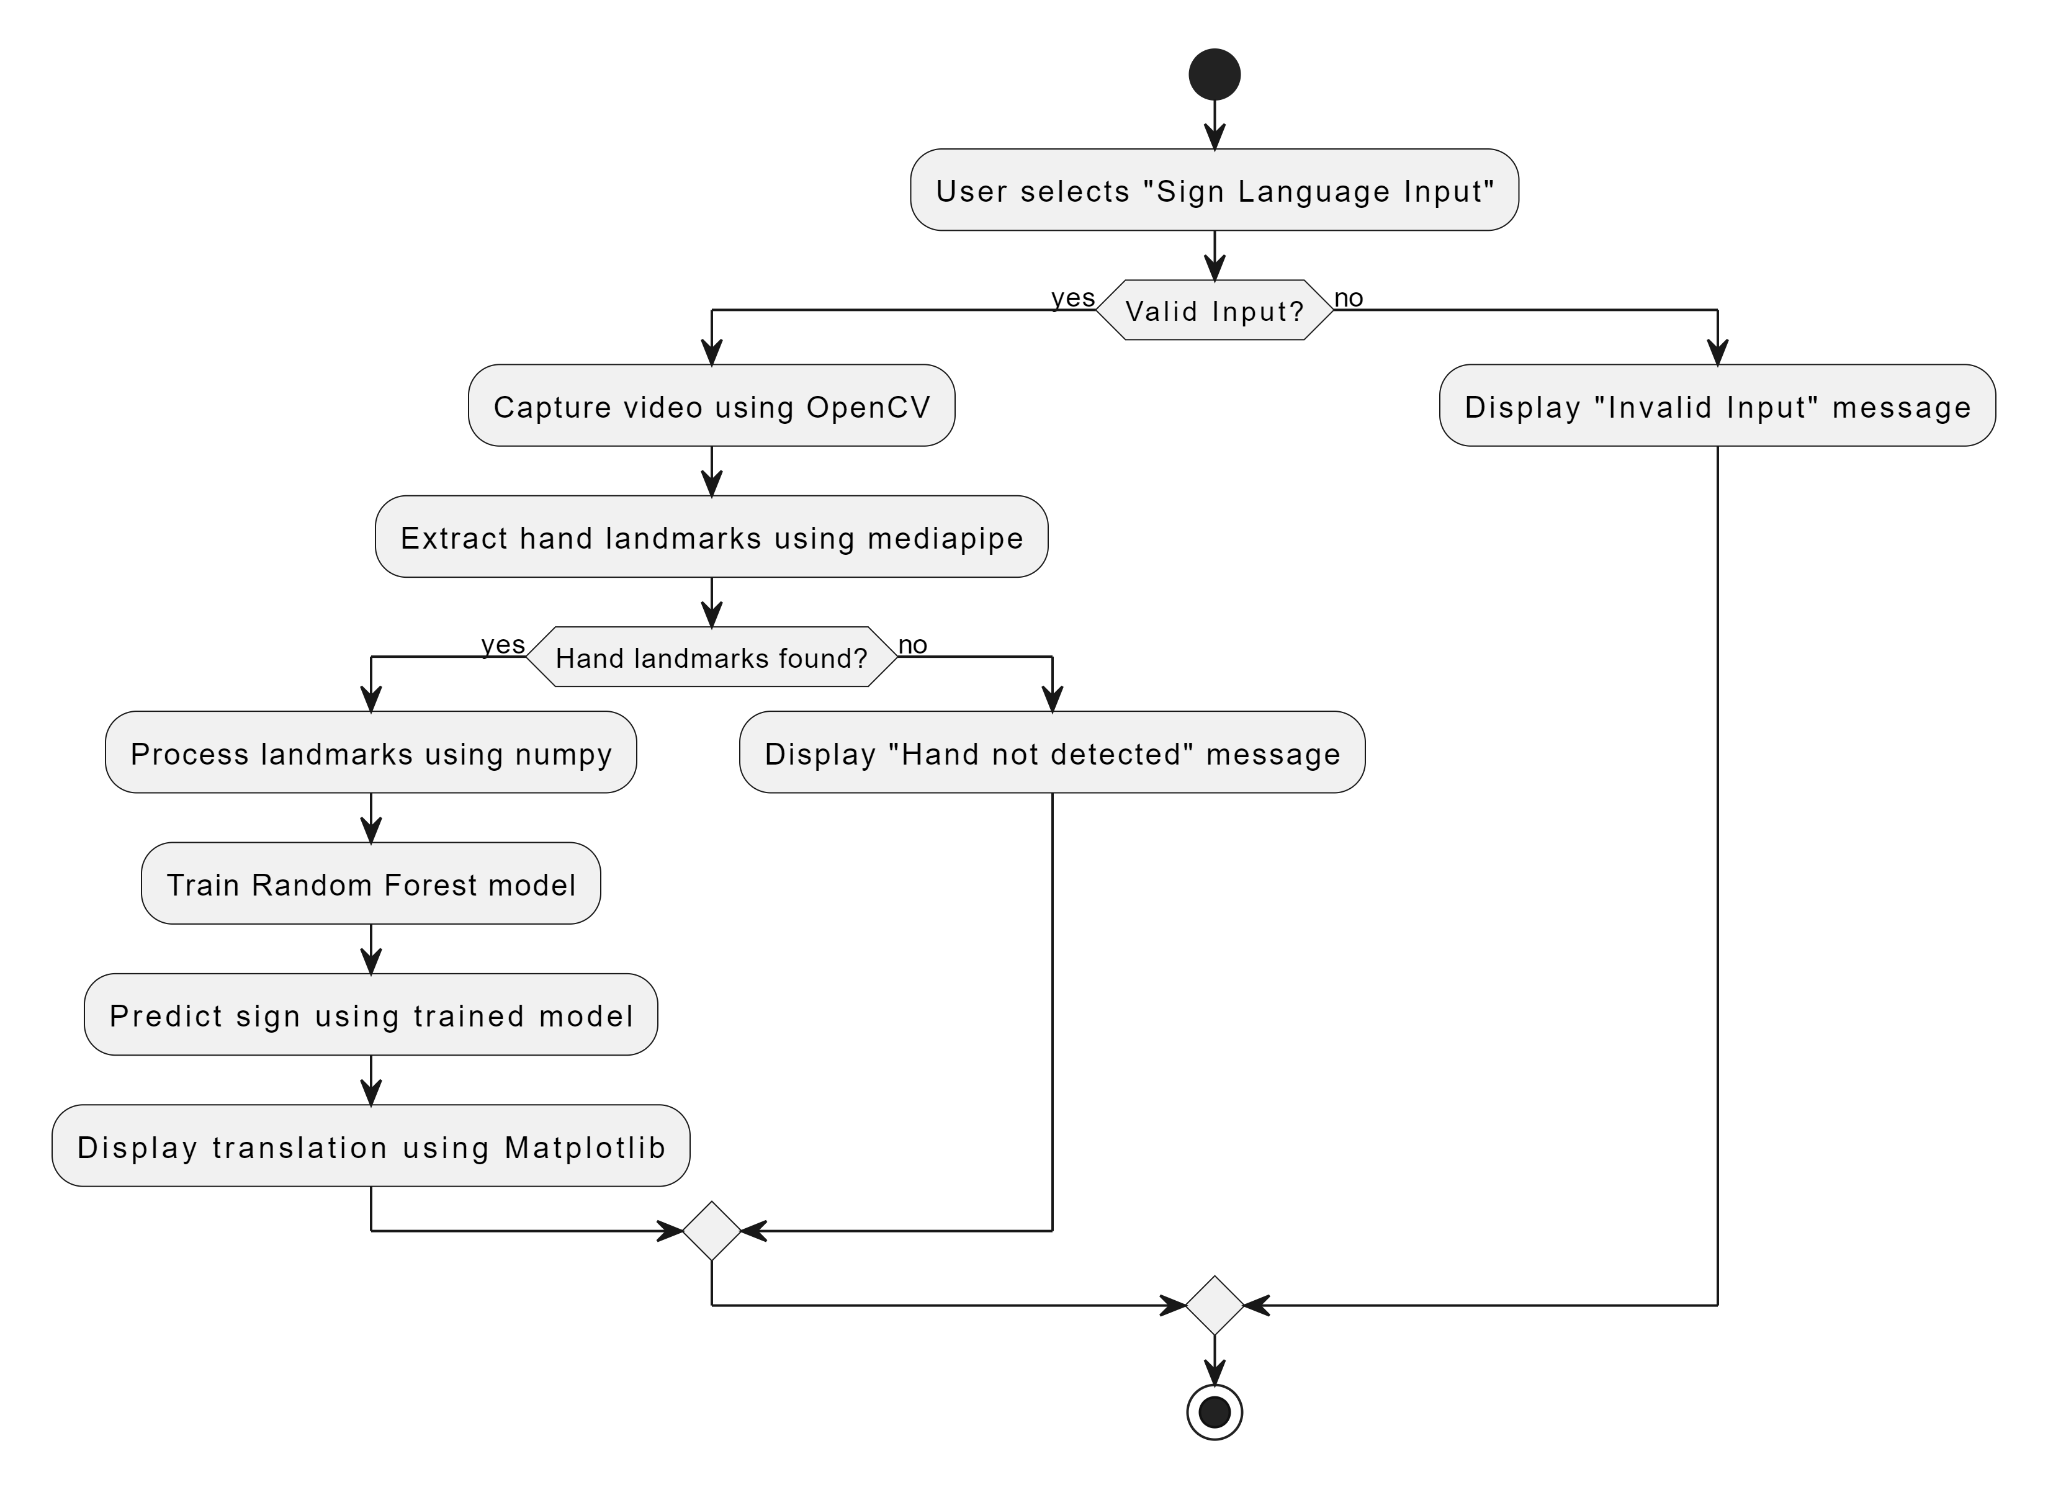 User selects "Sign Language Input"
yes
Valid Input?
no
Capture video using OpenCV
Display "Invalid Input" message
Extract hand landmarks using mediapipe
yes
Hand landmarks found?
no
Process landmarks using numpy
Display "Hand not detected" message
Train Random Forest model
Predict sign using trained model
Display translation using Matplotlib